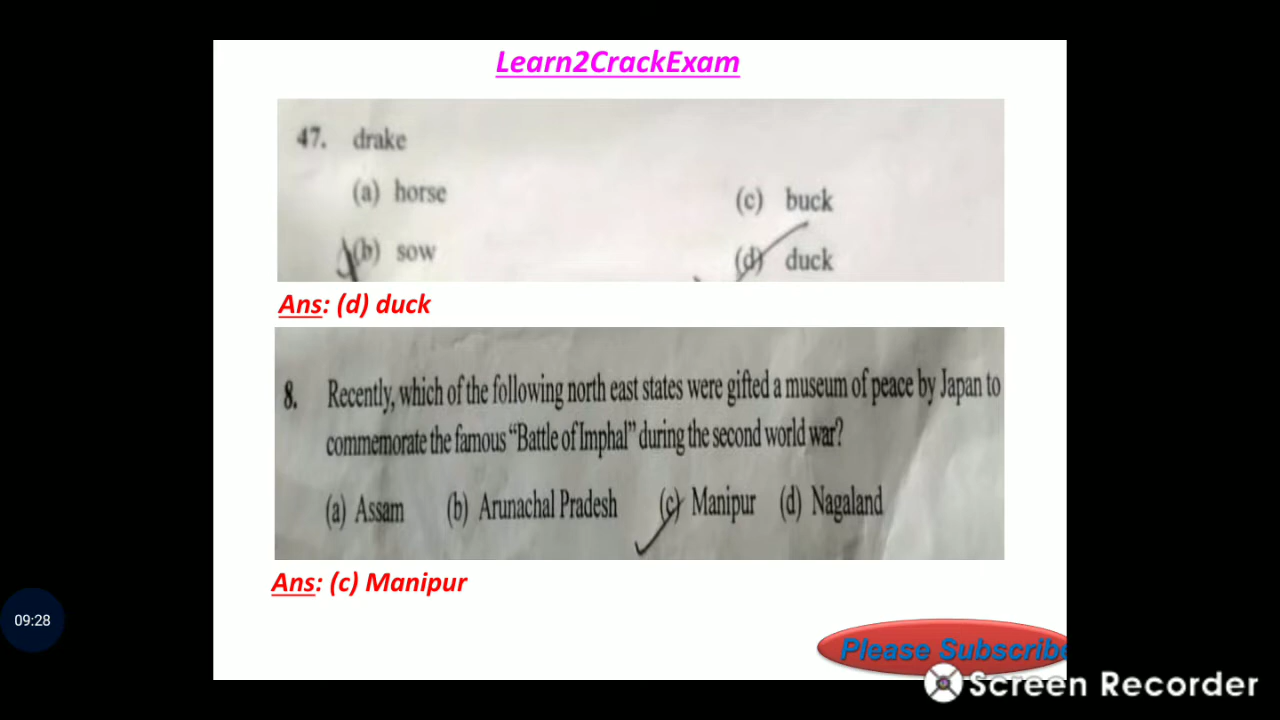 Learn2CrackExam
47. drake
(a) horse
(c) buck
(b) sow
(d) duck
Ans: (d) duck
8. Recently, which of the following north east states were gifted a museum of peace by Japan to
commemorate the famous “Battle of Imphal” during the second world war?
(a) Assam (b) Arunachal Pradesh (c) Manipur (d) Nagaland
Ans: (c) Manipur
09:28
Please Subscribe
Screen Recorder